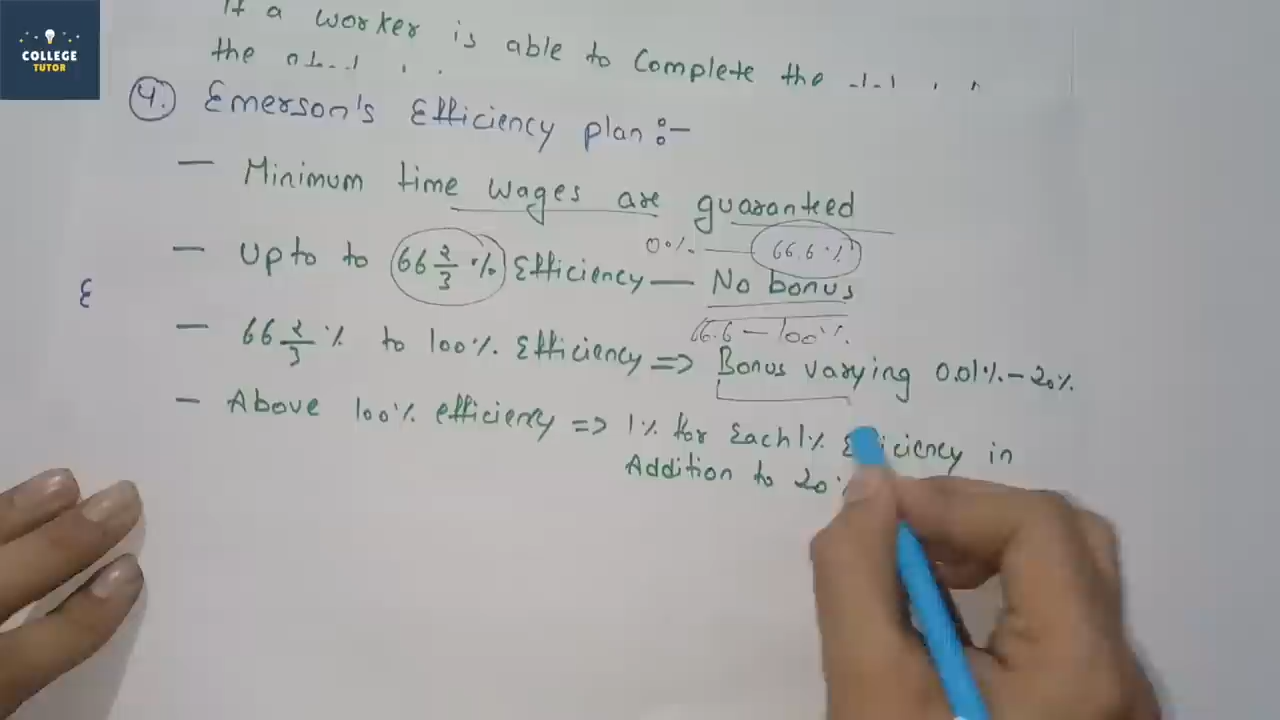 COLLEGE
TUTOR
If a worker is able to Complete the
the
4. Emerson's Efficiency plan :-
— Minimum time wages are guaranteed
0% — 66.6%
— Upto to 66 2/3 % Efficiency — No bonus
ε
66.6 — 100%
— 66 2/3 % to 100% Efficiency => Bonus varying 0.01% - 20%
— Above 100% efficiency => 1% for Each 1% Efficiency in
Addition to 20%